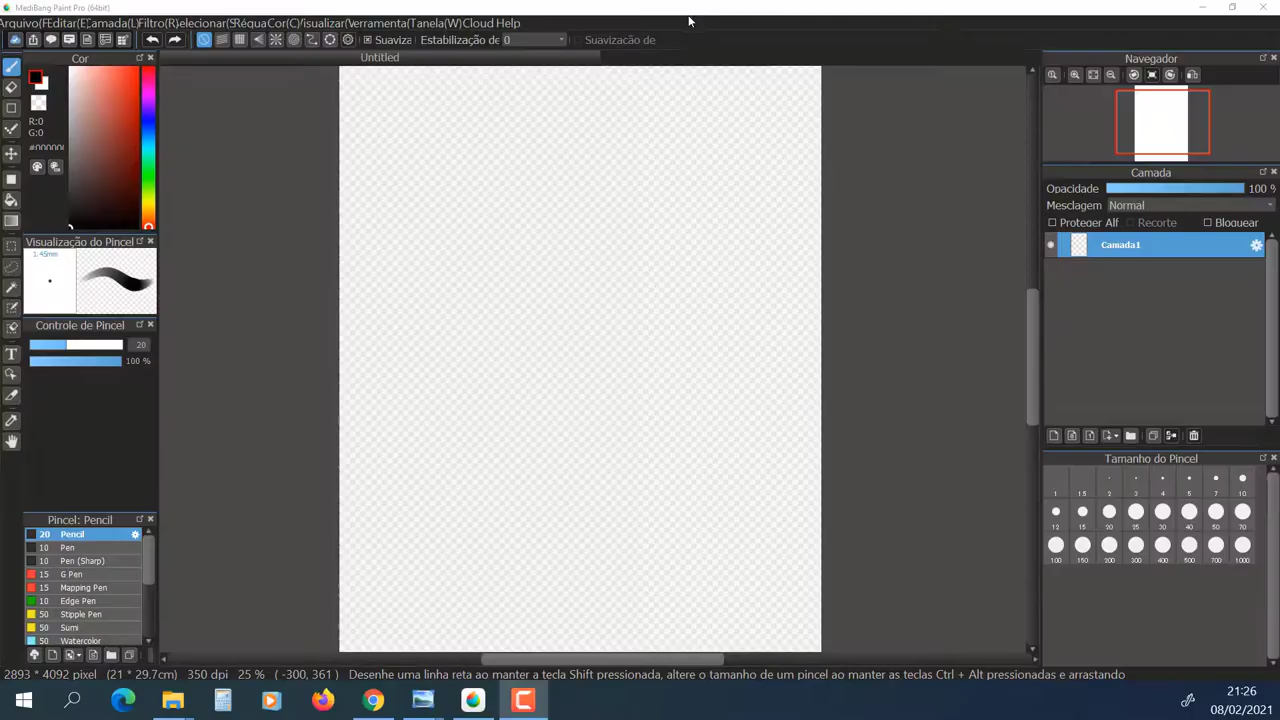 MediBang Paint Pro (64bit)
Arquivo(F Editar(E Camada(L Filtro(R) elecionar(S Régua Cor(C) /isualizar( Verramenta( Tanela(W) Cloud Help
Suaviza Estabilização de 0 Suavização de
Cor
Untitled
Navegador
R:0
G:0
#000000
Camada
Opacidade 100 %
Mesclagem Normal
Proteger Alf Recorte Bloquear
Visualização do Pincel
1.45mm
Camada1
Controle de Pincel
20
100 %
Tamanho do Pincel
1 1.5 2 3 4 5 7 10
12 15 20 25 30 40 50 70
100 150 200 300 400 500 700 1000
Pincel: Pencil
20 Pencil
10 Pen
10 Pen (Sharp)
15 G Pen
15 Mapping Pen
10 Edge Pen
50 Stipple Pen
50 Sumi
50 Watercolor
2893 * 4092 pixel (21 * 29.7cm) 350 dpi 25 % (-300, 361) Desenhe uma linha reta ao manter a tecla Shift pressionada, altere o tamanho de um pincel ao manter as teclas Ctrl + Alt pressionadas e arrastando
21:26
08/02/2021